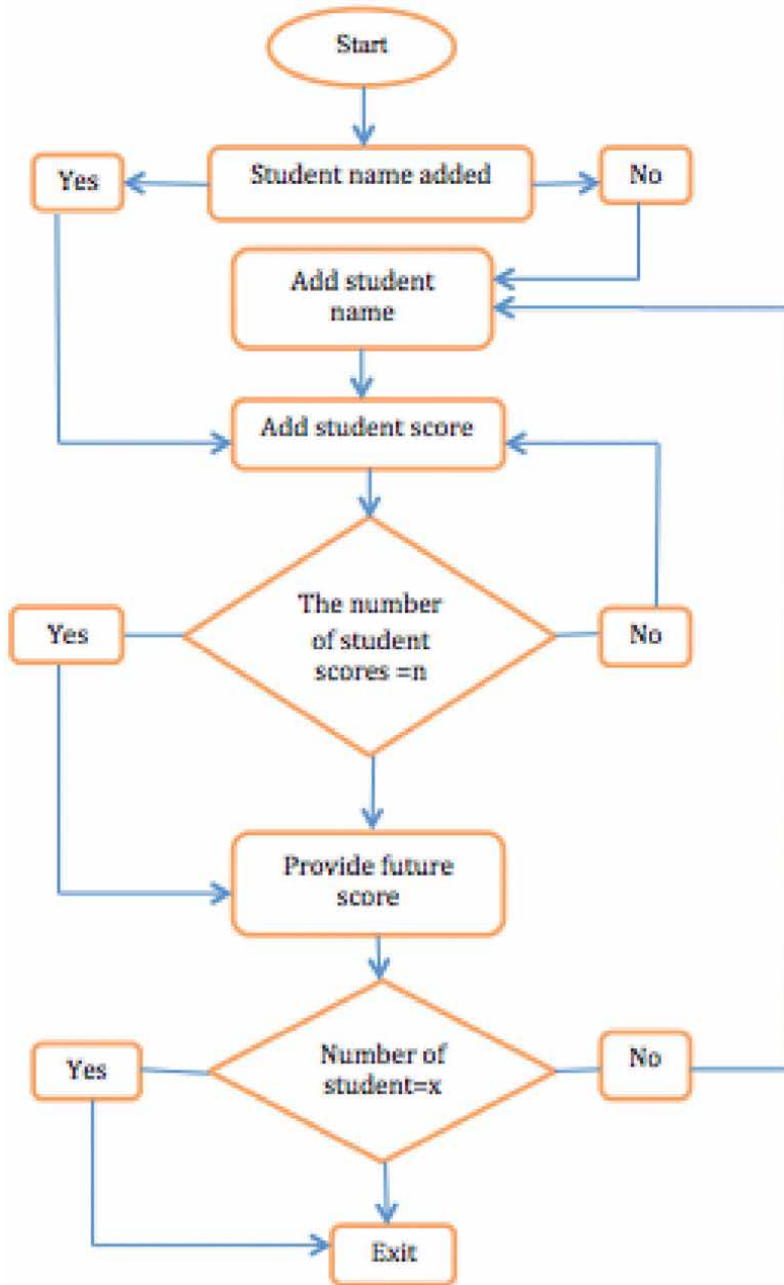 Start
Yes
Student name added
No
Add student
name
Add student score
The number
of student
scores =n
Yes
No
Provide future
score
Number of
student=x
Yes
No
Exit